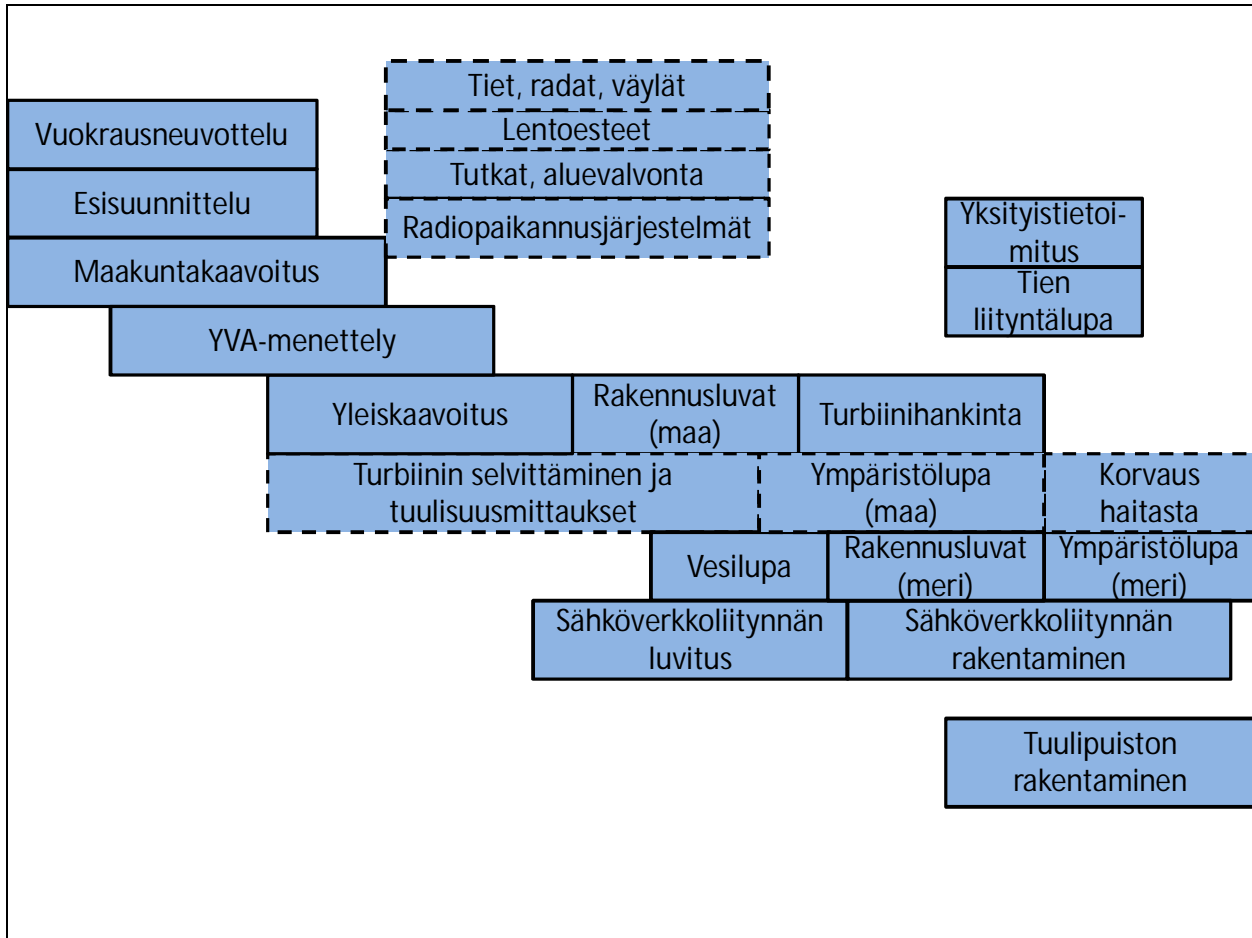 Tiet, radat, väylät
Lentoesteet
Tutkat, aluevalvonta
Radiopaikannusjärjestelmät
Vuokrausneuvottelu
Esisuunnittelu
Maakuntakaavoitus
YVA-menettely
Yksityistietoi-
mitus
Tien
liityntälupa
Yleiskaavoitus
Rakennusluvat
(maa)
Turbiinihankinta
Turbiinin selvittäminen ja
tuulisuusmittaukset
Ympäristölupa
(maa)
Korvaus
haitasta
Vesilupa
Rakennusluvat
(meri)
Ympäristölupa
(meri)
Sähköverkkoliitynnän
luvitus
Sähköverkkoliitynnän
rakentaminen
Tuulipuiston
rakentaminen